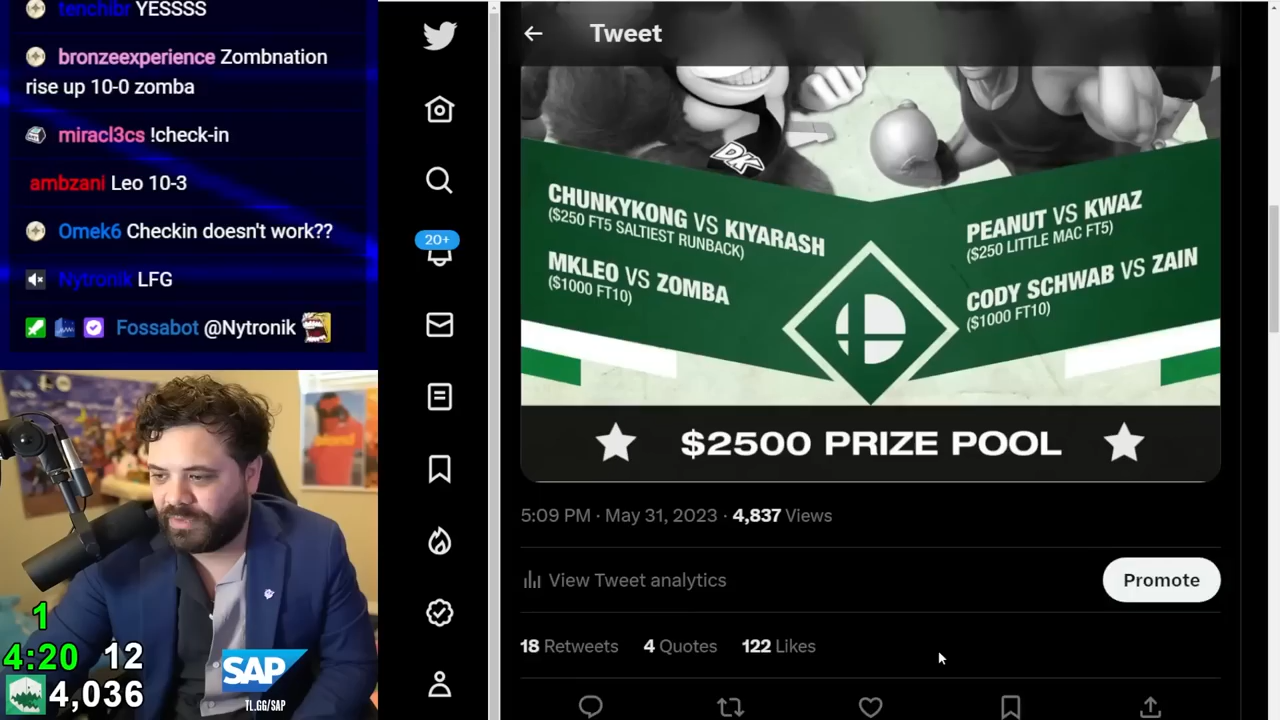 tenchibr YESSSS
bronzeexperience Zombnation
rise up 10-0 zomba
miracl3cs !check-in
ambzani Leo 10-3
Omek6 Checkin doesn't work??
Nytronik LFG
Fossabot @Nytronik
1
4:20 12
4,036
SAP
TL.GG/SAP
20+
Tweet
DK
CHUNKYKONG VS KIYARASH
($250 FT5 SALTIEST RUNBACK)
MKLEO VS ZOMBA
($1000 FT10)
PEANUT VS KWAZ
($250 LITTLE MAC FT5)
CODY SCHWAB VS ZAIN
($1000 FT10)
$2500 PRIZE POOL
5:09 PM · May 31, 2023 · 4,837 Views
View Tweet analytics
Promote
18 Retweets 4 Quotes 122 Likes